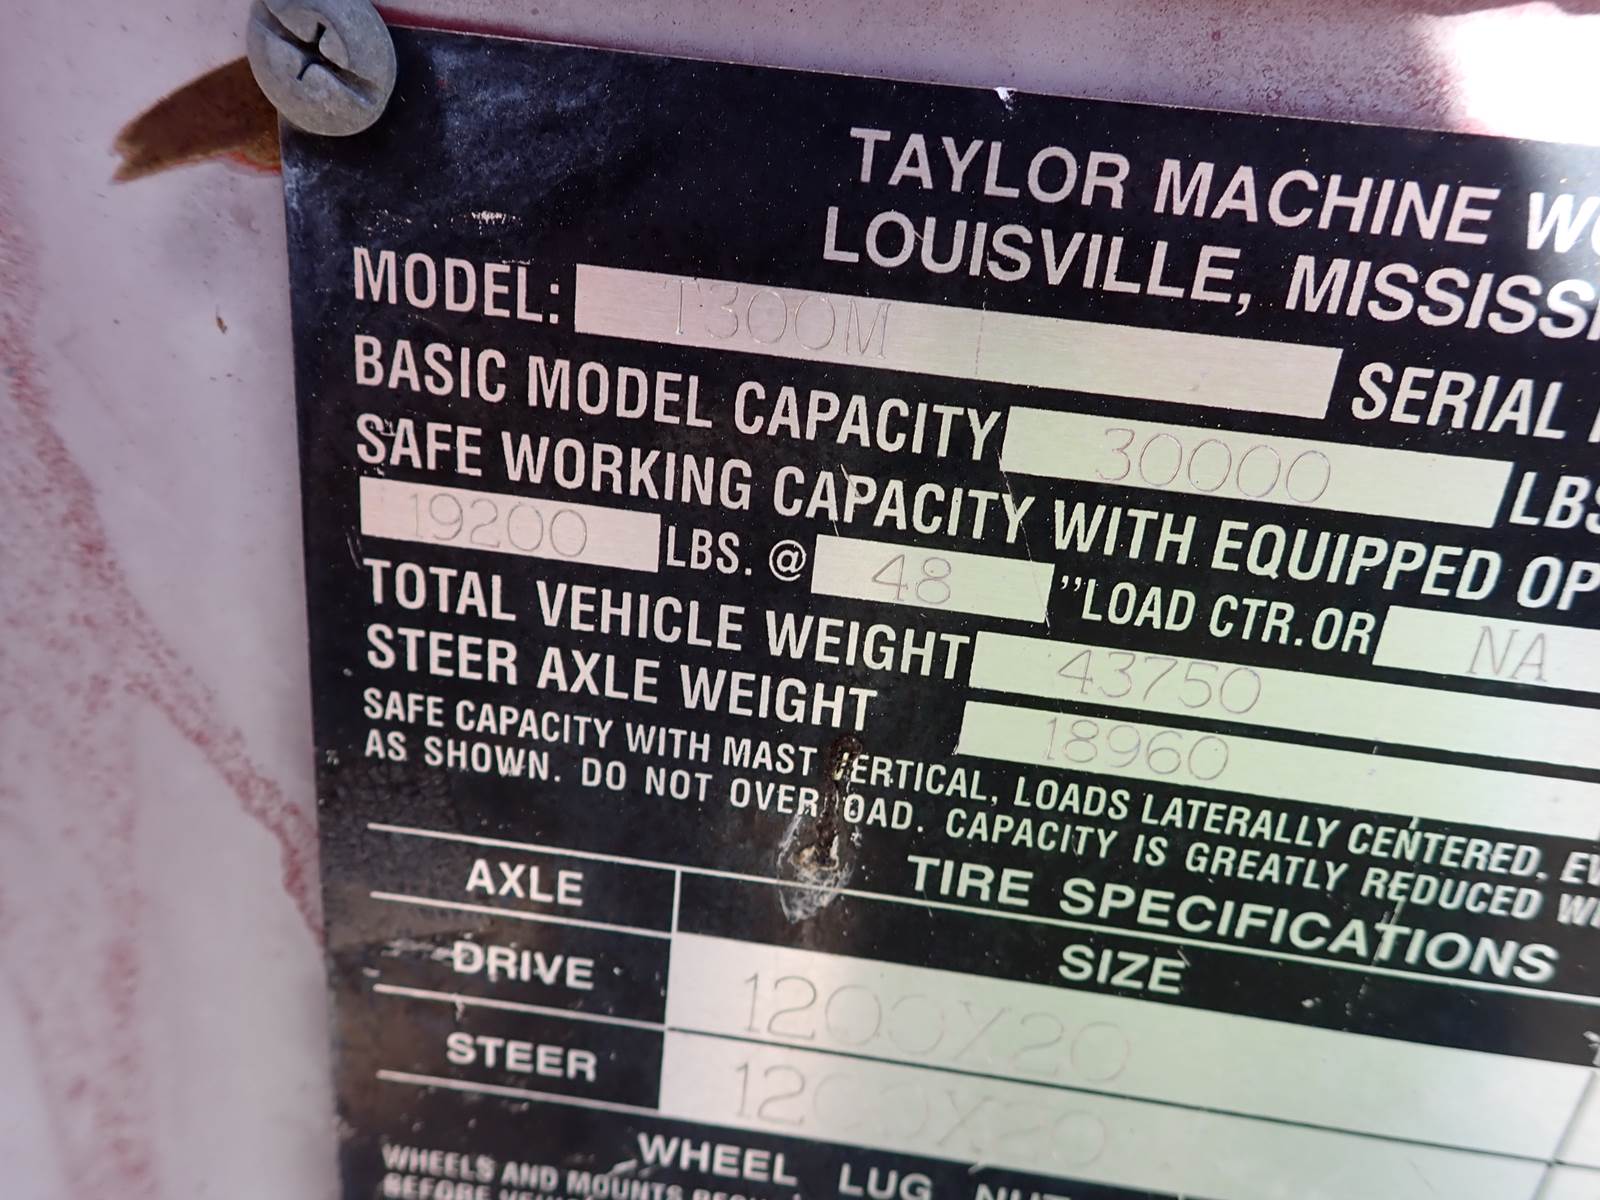 TAYLOR MACHINE
LOUISVILLE,
MODEL: T300M SERIAL
BASIC MODEL CAPACITY 30000 LBS
SAFE WORKING CAPACITY WITH EQUIPPED
19200 LBS. @ 48 "LOAD CTR. OR NA
TOTAL VEHICLE WEIGHT 43750
STEER AXLE WEIGHT 18960
SAFE CAPACITY WITH MAST VERTICAL, LOADS LATERALLY CENTERED,
AS SHOWN. DO NOT OVERLOAD. CAPACITY IS GREATLY REDUCED
TIRE SPECIFICATIONS
AXLE SIZE
DRIVE 1200X20
STEER 1200X20
WHEEL LUG
WHEELS AND MOUNTS
BEFORE